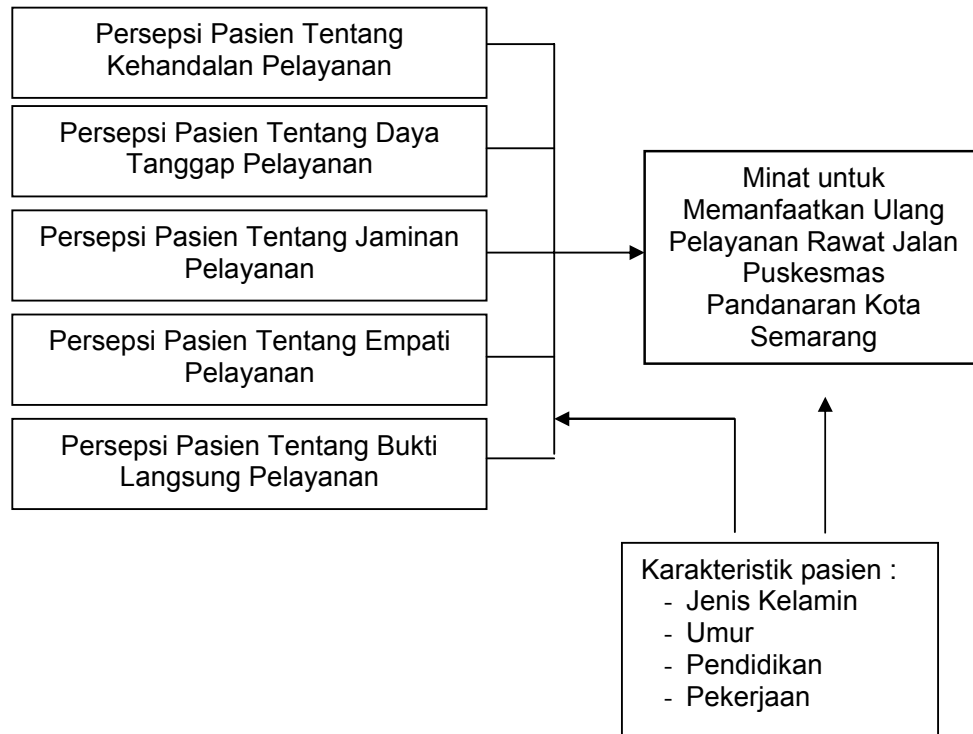 Persepsi Pasien Tentang
Kehandalan Pelayanan
Persepsi Pasien Tentang Daya
Tanggap Pelayanan
Persepsi Pasien Tentang Jaminan
Pelayanan
Persepsi Pasien Tentang Empati
Pelayanan
Persepsi Pasien Tentang Bukti
Langsung Pelayanan
Minat untuk
Memanfaatkan Ulang
Pelayanan Rawat Jalan
Puskesmas
Pandanaran Kota
Semarang
Karakteristik pasien :
- Jenis Kelamin
- Umur
- Pendidikan
- Pekerjaan